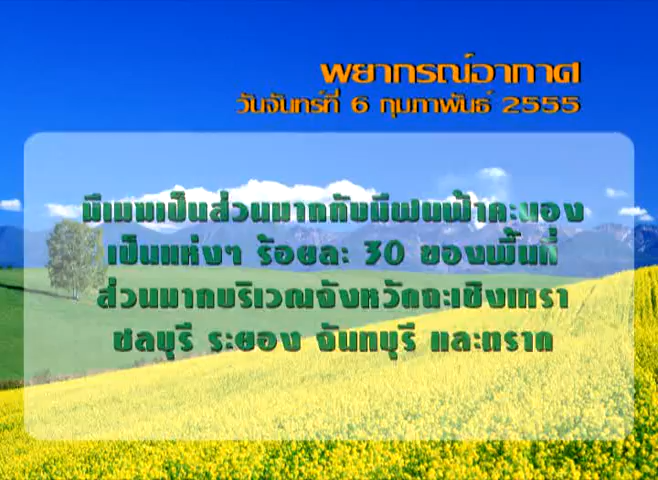 พยากรณ์อากาศ
วันจันทร์ที่ 6 กุมภาพันธ์ 2555
มีเมฆเป็นส่วนมากกับมีฝนฟ้าคะนอง
เป็นแห่งๆ ร้อยละ 30 ของพื้นที่
ส่วนมากบริเวณจังหวัดฉะเชิงเทรา
ชลบุรี ระยอง จันทบุรี และตราด